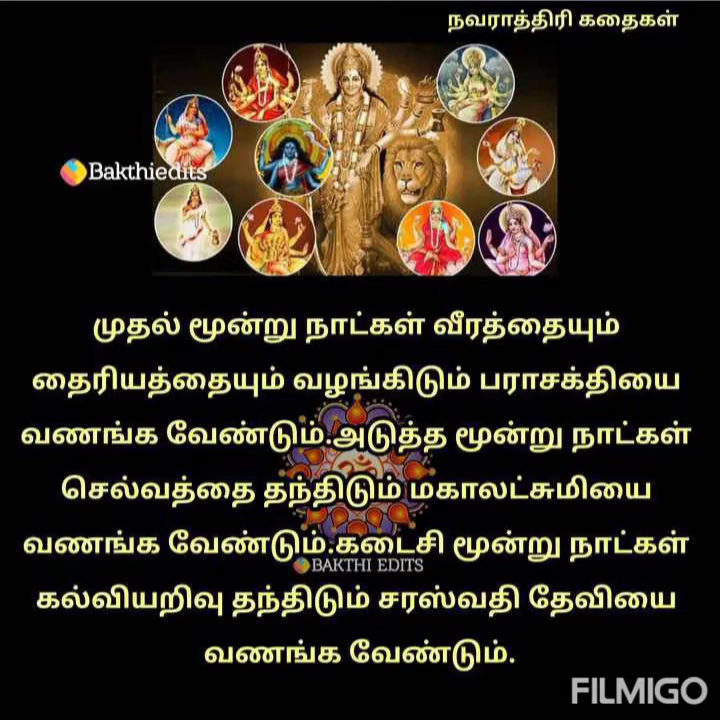 நவராத்திரி கதைகள்
Bakthiedits
முதல் மூன்று நாட்கள் வீரத்தையும்
தைரியத்தையும் வழங்கிடும் பராசக்தியை
வணங்க வேண்டும்.அடுத்த மூன்று நாட்கள்
செல்வத்தை தந்திடும் மகாலட்சுமியை
வணங்க வேண்டும்.கடைசி மூன்று நாட்கள்
BAKTHI EDITS
கல்வியறிவு தந்திடும் சரஸ்வதி தேவியை
வணங்க வேண்டும்.
FILMIGO